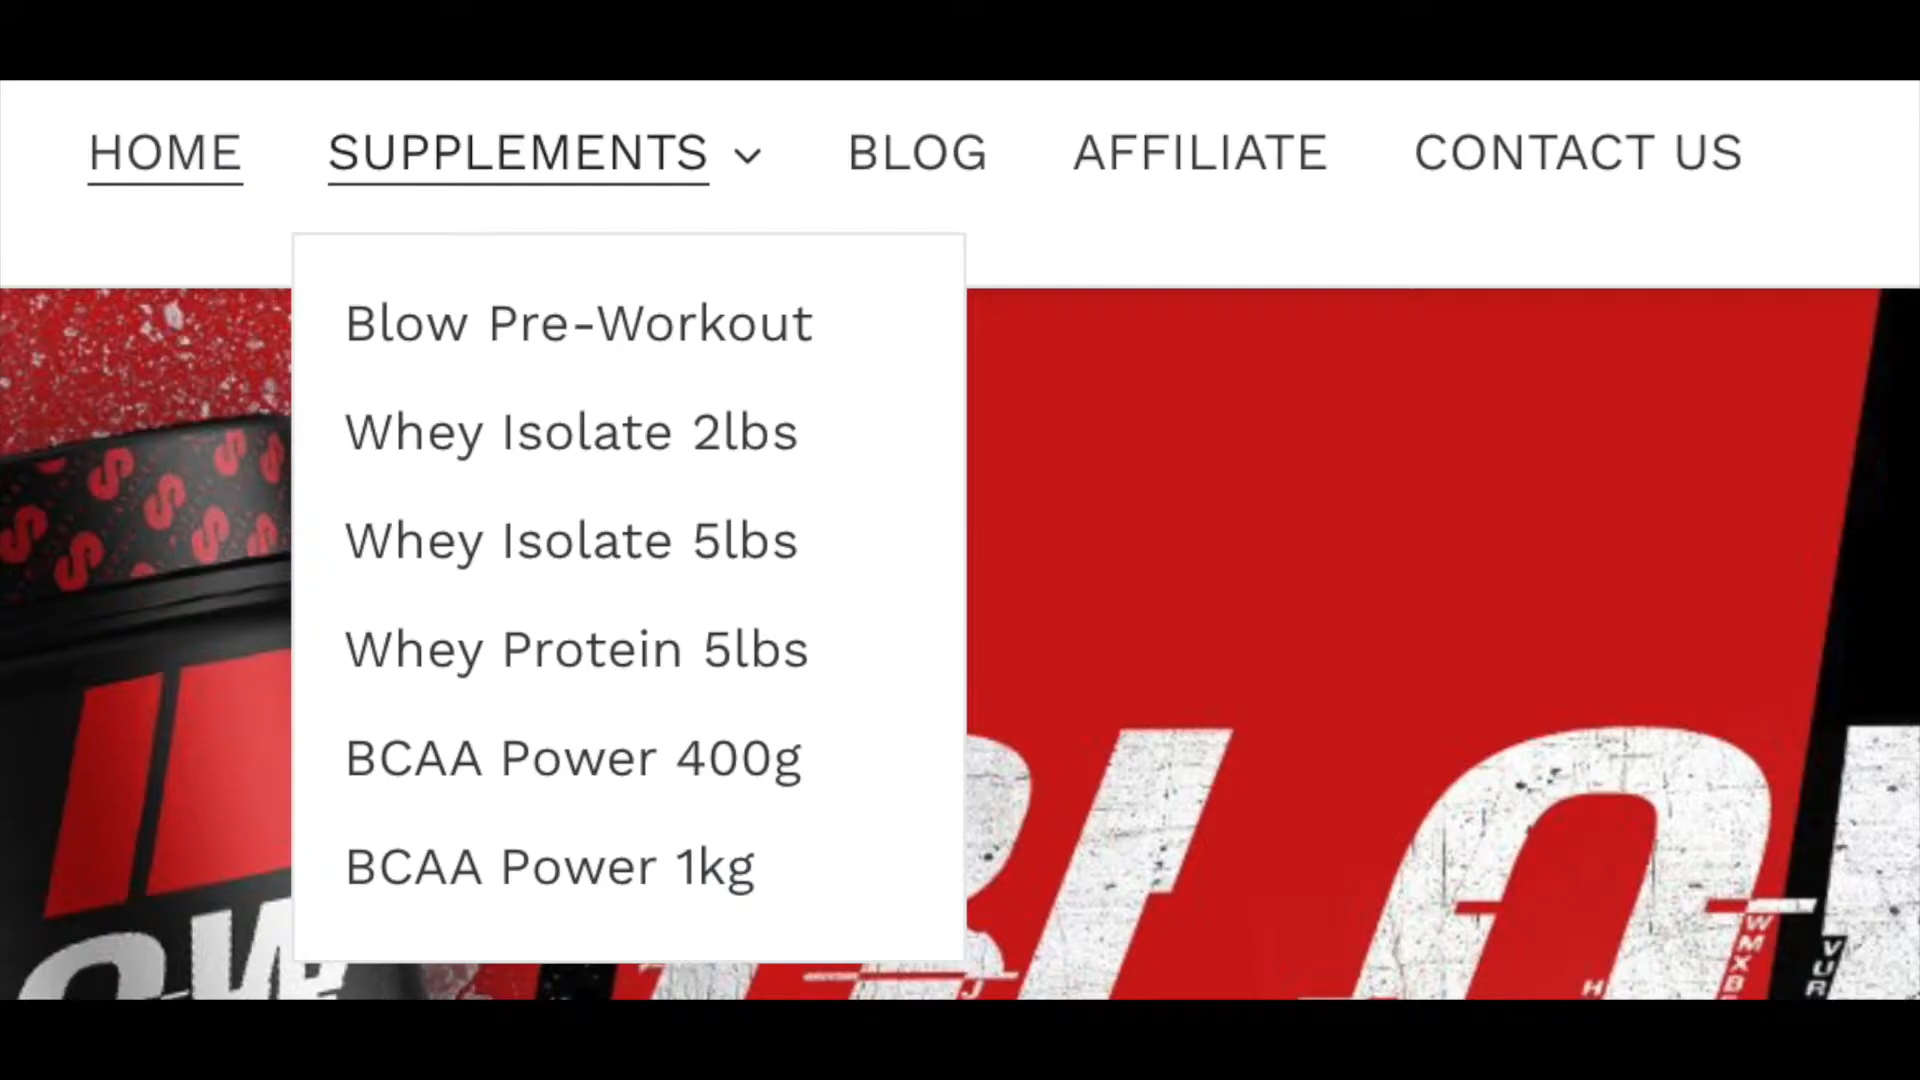 HOME SUPPLEMENTS BLOG AFFILIATE CONTACT US
Blow Pre-Workout
Whey Isolate 2lbs
Whey Isolate 5lbs
Whey Protein 5lbs
BCAA Power 400g
BCAA Power 1kg